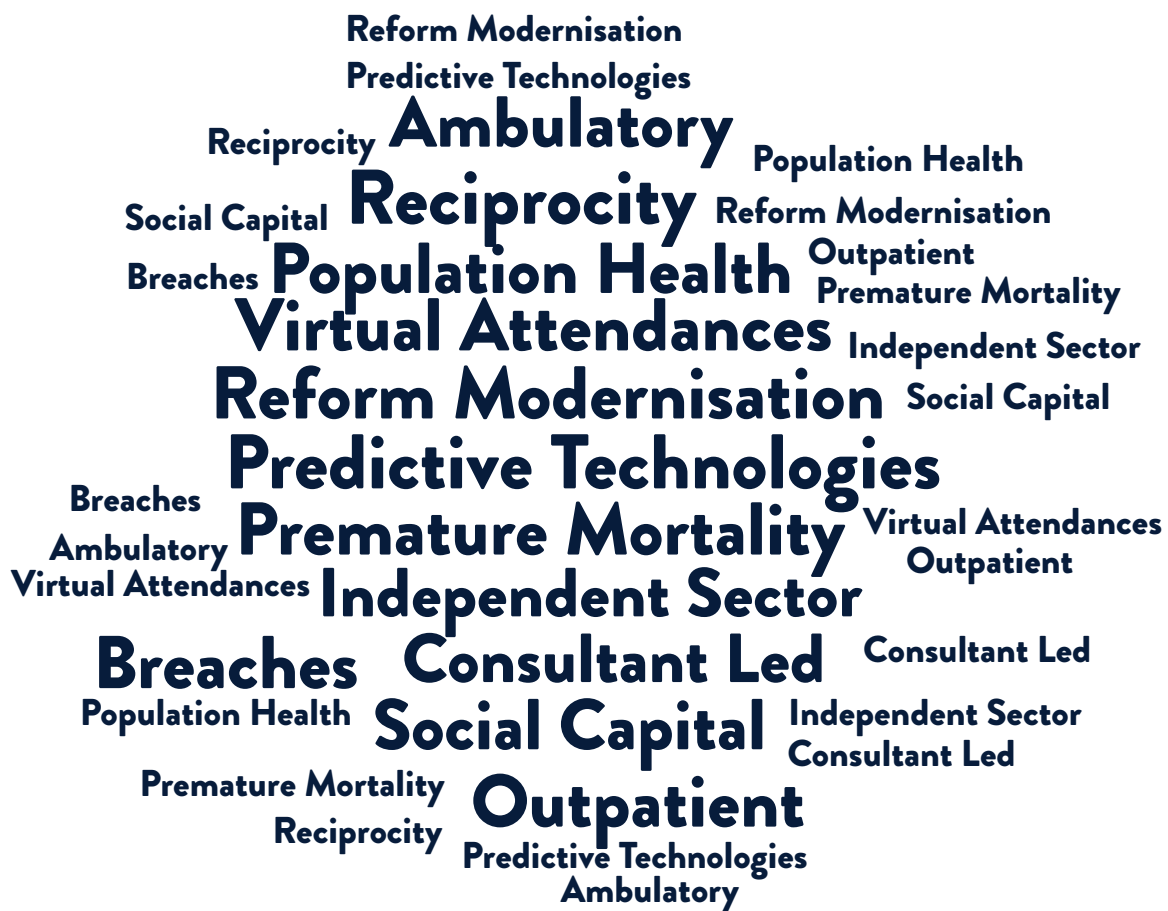 Reform Modernisation
Predictive Technologies
Ambulatory
Reciprocity
Population Health
Reciprocity
Reform Modernisation
Social Capital
Outpatient
Population Health
Breaches
Premature Mortality
Virtual Attendances
Independent Sector
Reform Modernisation
Social Capital
Predictive Technologies
Breaches
Virtual Attendances
Premature Mortality
Ambulatory
Outpatient
Virtual Attendances
Independent Sector
Consultant Led
Breaches
Consultant Led
Population Health
Independent Sector
Social Capital
Consultant Led
Premature Mortality
Outpatient
Reciprocity
Predictive Technologies
Ambulatory